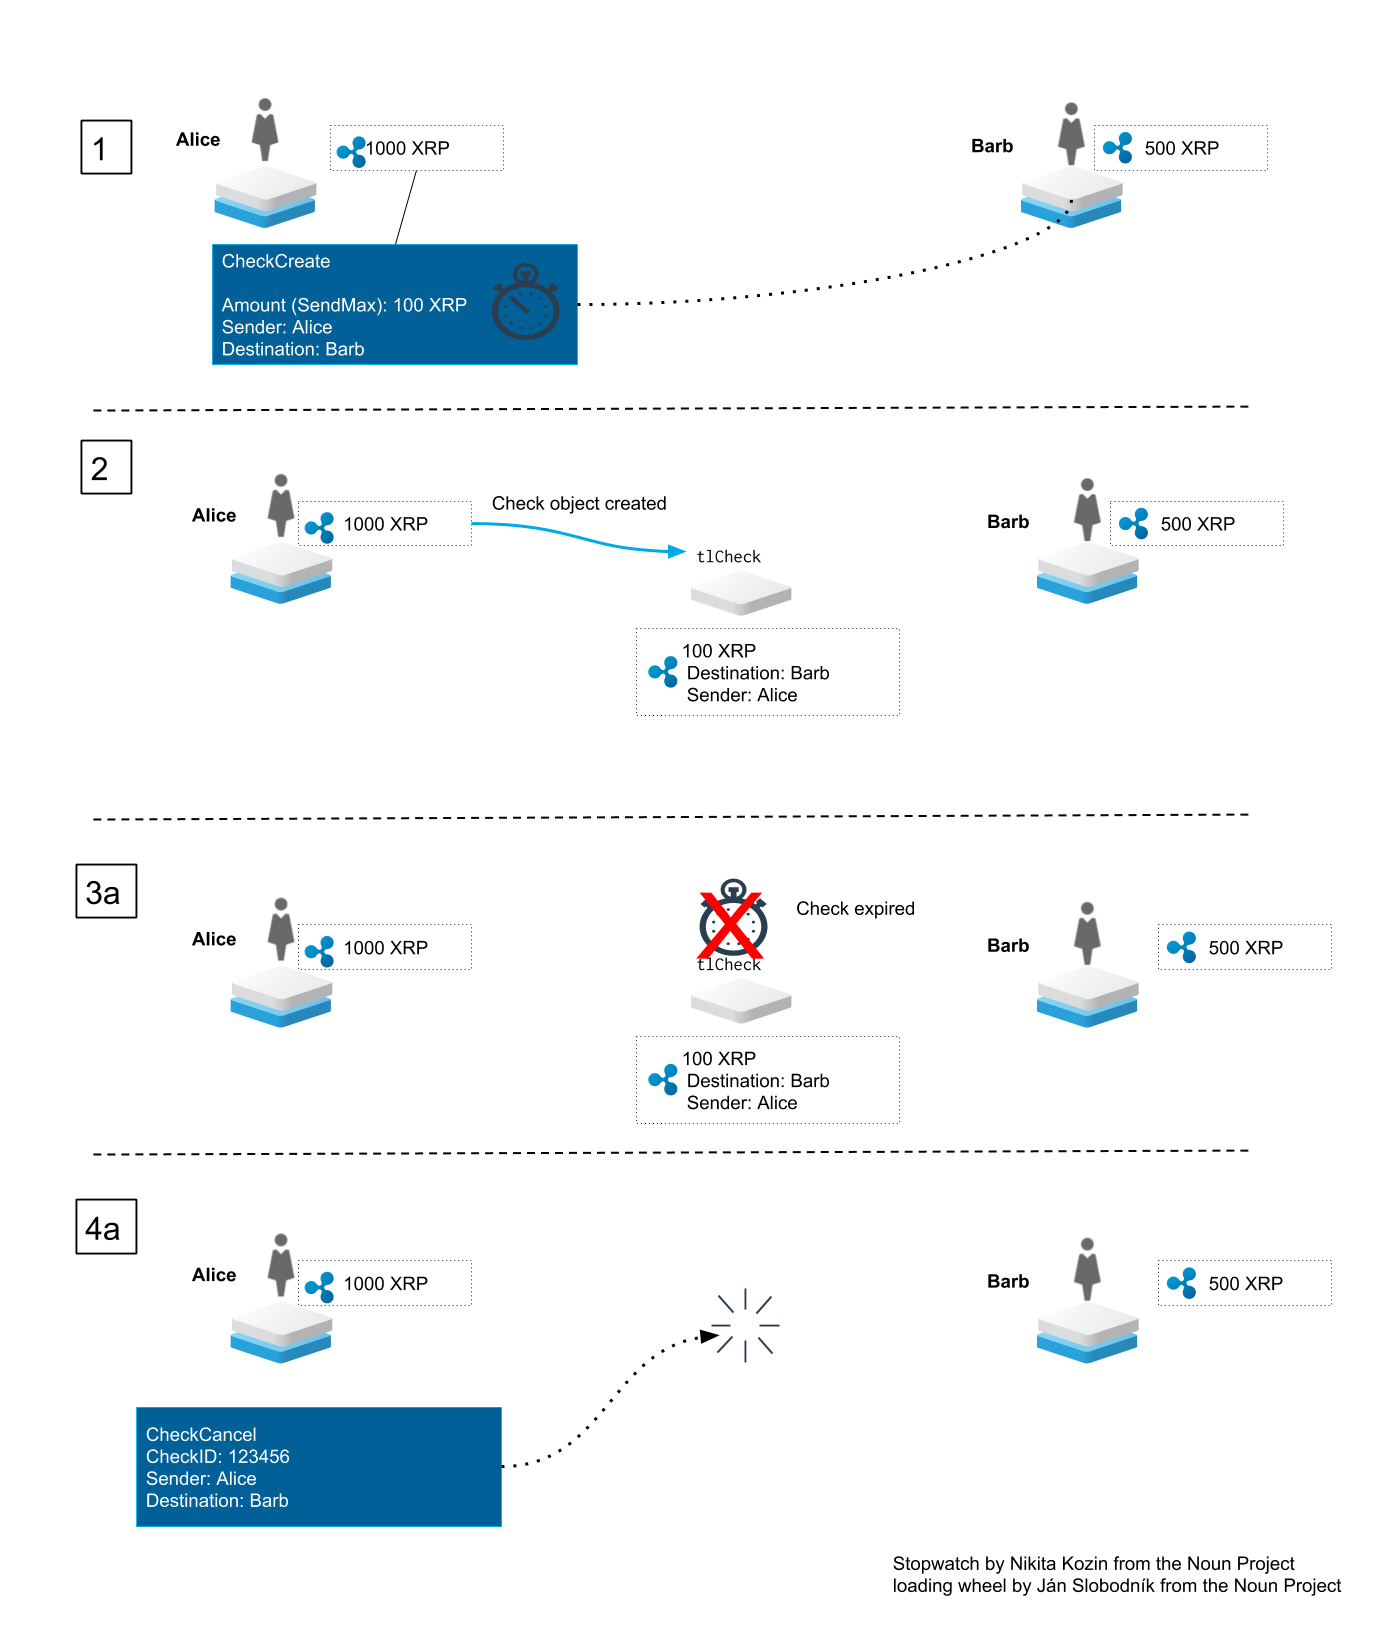 1
Alice
1000 XRP
Barb
500 XRP
CheckCreate
Amount (SendMax): 100 XRP
Sender: Alice
Destination: Barb
2
Alice
1000 XRP
Check object created
tlCheck
100 XRP
Destination: Barb
Sender: Alice
Barb
500 XRP
3a
Alice
1000 XRP
Check expired
tlCheck
100 XRP
Destination: Barb
Sender: Alice
Barb
500 XRP
4a
Alice
1000 XRP
Barb
500 XRP
CheckCancel
CheckID: 123456
Sender: Alice
Destination: Barb
Stopwatch by Nikita Kozin from the Noun Project
loading wheel by Ján Slobodník from the Noun Project